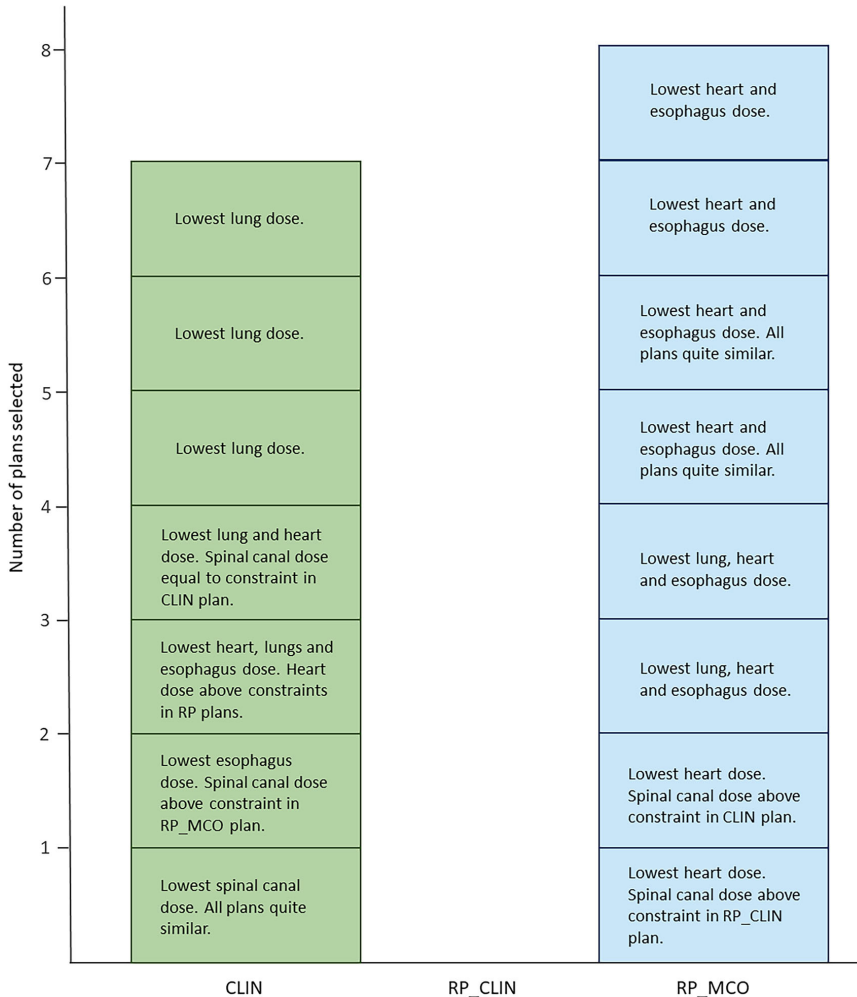 Number of plans selected
8
7
6
5
4
3
2
1
Lowest lung dose.
Lowest lung dose.
Lowest lung dose.
Lowest lung and heart
dose. Spinal canal dose
equal to constraint in
CLIN plan.
Lowest heart, lungs and
esophagus dose. Heart
dose above constraints
in RP plans.
Lowest esophagus
dose. Spinal canal dose
above constraint in
RP_MCO plan.
Lowest spinal canal
dose. All plans quite
similar.
Lowest heart and
esophagus dose.
Lowest heart and
esophagus dose.
Lowest heart and
esophagus dose. All
plans quite similar.
Lowest heart and
esophagus dose. All
plans quite similar.
Lowest lung, heart
and esophagus dose.
Lowest lung, heart
and esophagus dose.
Lowest heart dose.
Spinal canal dose above
constraint in CLIN plan.
Lowest heart dose.
Spinal canal dose above
constraint in RP_CLIN
plan.
CLIN
RP_CLIN
RP_MCO